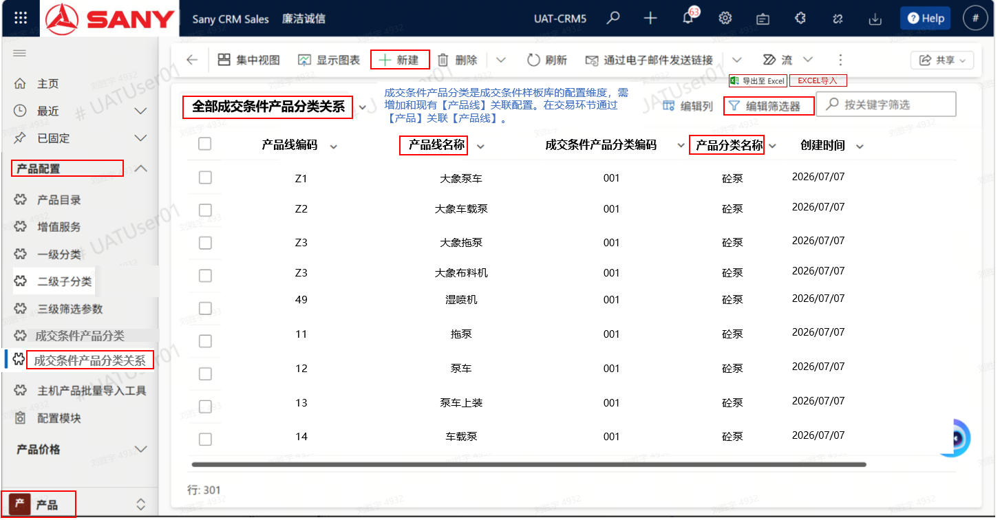 SANY
Sany CRM Sales 廉洁诚信
UAT-CRM5
63
? Help
#
集中视图
显示图表
新建
删除
刷新
通过电子邮件发送链接
流
共享
导出至 Excel
EXCEL导入
主页
最近
已固定
产品配置
产品目录
增值服务
一级分类
二级子分类
三级筛选参数
成交条件产品分类
成交条件产品分类关系
主机产品批量导入工具
配置模块
产品价格
产 产品
全部成交条件产品分类关系
成交条件产品分类是成交条件样板库的配置维度，需
增加和现有【产品线】关联配置。在交易环节通过
【产品】关联【产品线】。
编辑列
编辑筛选器
按关键字筛选
产品线编码 产品线名称 成交条件产品分类编码 产品分类名称 创建时间
Z1 大象泵车 001 砼泵 2026/07/07
Z2 大象车载泵 001 砼泵 2026/07/07
Z3 大象拖泵 001 砼泵 2026/07/07
Z3 大象布料机 001 砼泵 2026/07/07
49 湿喷机 001 砼泵 2026/07/07
11 拖泵 001 砼泵 2026/07/07
12 泵车 001 砼泵 2026/07/07
13 泵车上装 001 砼泵 2026/07/07
14 车载泵 001 砼泵 2026/07/07
行: 301
# UATUser01
刘胜宇 4932